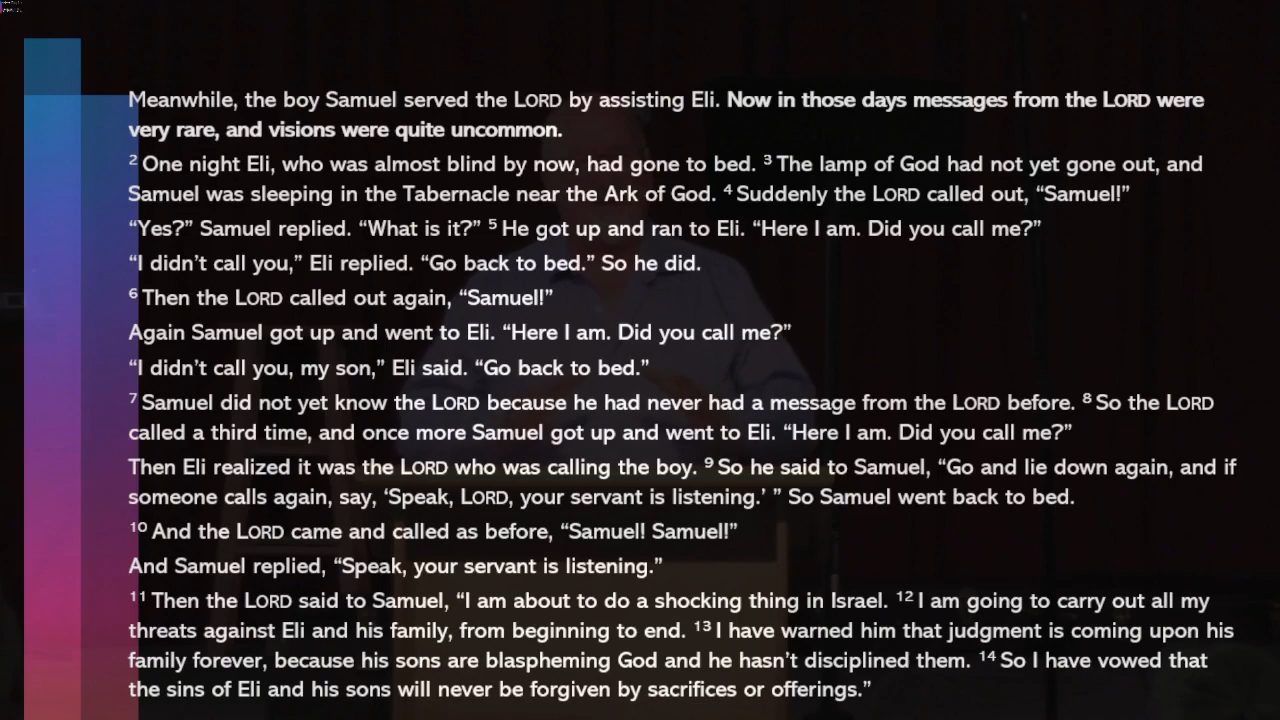 Meanwhile, the boy Samuel served the LORD by assisting Eli. Now in those days messages from the LORD were
very rare, and visions were quite uncommon.
² One night Eli, who was almost blind by now, had gone to bed. ³ The lamp of God had not yet gone out, and
Samuel was sleeping in the Tabernacle near the Ark of God. ⁴ Suddenly the LORD called out, “Samuel!”
“Yes?” Samuel replied. “What is it?” ⁵ He got up and ran to Eli. “Here I am. Did you call me?”
“I didn’t call you,” Eli replied. “Go back to bed.” So he did.
⁶ Then the LORD called out again, “Samuel!”
Again Samuel got up and went to Eli. “Here I am. Did you call me?”
“I didn’t call you, my son,” Eli said. “Go back to bed.”
⁷ Samuel did not yet know the LORD because he had never had a message from the LORD before. ⁸ So the LORD
called a third time, and once more Samuel got up and went to Eli. “Here I am. Did you call me?”
Then Eli realized it was the LORD who was calling the boy. ⁹ So he said to Samuel, “Go and lie down again, and if
someone calls again, say, ‘Speak, LORD, your servant is listening.’ ” So Samuel went back to bed.
¹⁰ And the LORD came and called as before, “Samuel! Samuel!”
And Samuel replied, “Speak, your servant is listening.”
¹¹ Then the LORD said to Samuel, “I am about to do a shocking thing in Israel. ¹² I am going to carry out all my
threats against Eli and his family, from beginning to end. ¹³ I have warned him that judgment is coming upon his
family forever, because his sons are blaspheming God and he hasn’t disciplined them. ¹⁴ So I have vowed that
the sins of Eli and his sons will never be forgiven by sacrifices or offerings.”